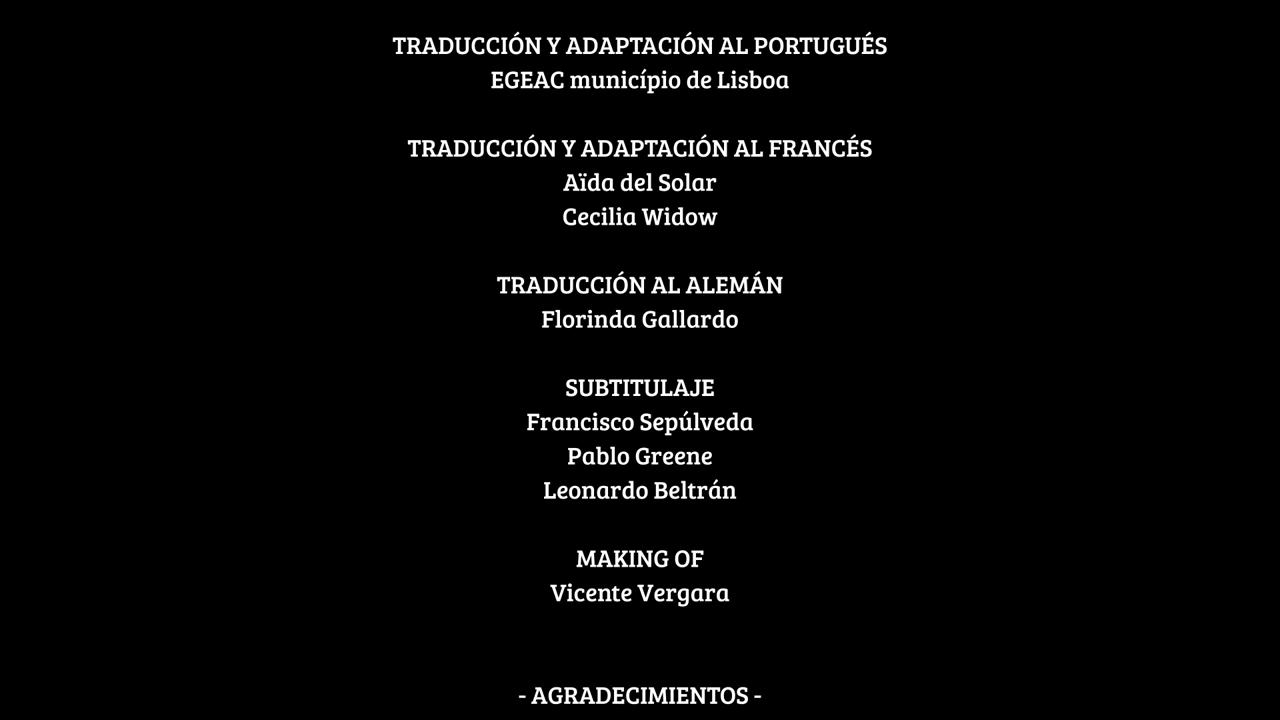 TRADUCCIÓN Y ADAPTACIÓN AL PORTUGUÉS
EGEAC município de Lisboa
TRADUCCIÓN Y ADAPTACIÓN AL FRANCÉS
Aïda del Solar
Cecilia Widow
TRADUCCIÓN AL ALEMÁN
Florinda Gallardo
SUBTITULAJE
Francisco Sepúlveda
Pablo Greene
Leonardo Beltrán
MAKING OF
Vicente Vergara
- AGRADECIMIENTOS -